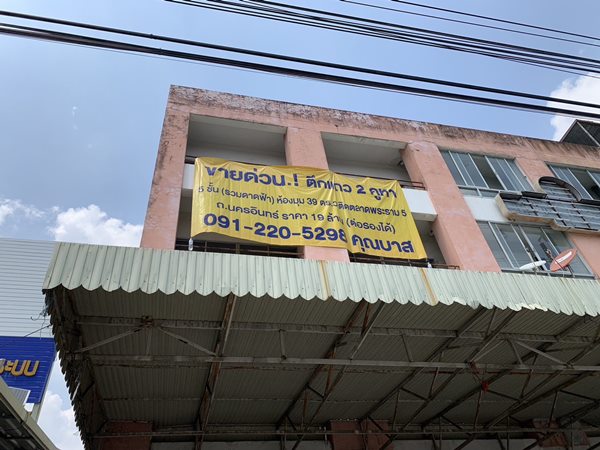 ขายด่วน.! ตึกแถว 2 คูหา
5 ชั้น (รวมดาดฟ้า) ห้องมุม 39 ตร.ว.ติดตลาดพระราม 5
ถ.นครอินทร์ ราคา 19 ล้าน (ต่อรองได้)
091-220-5298 คุณบาส
ระบบ